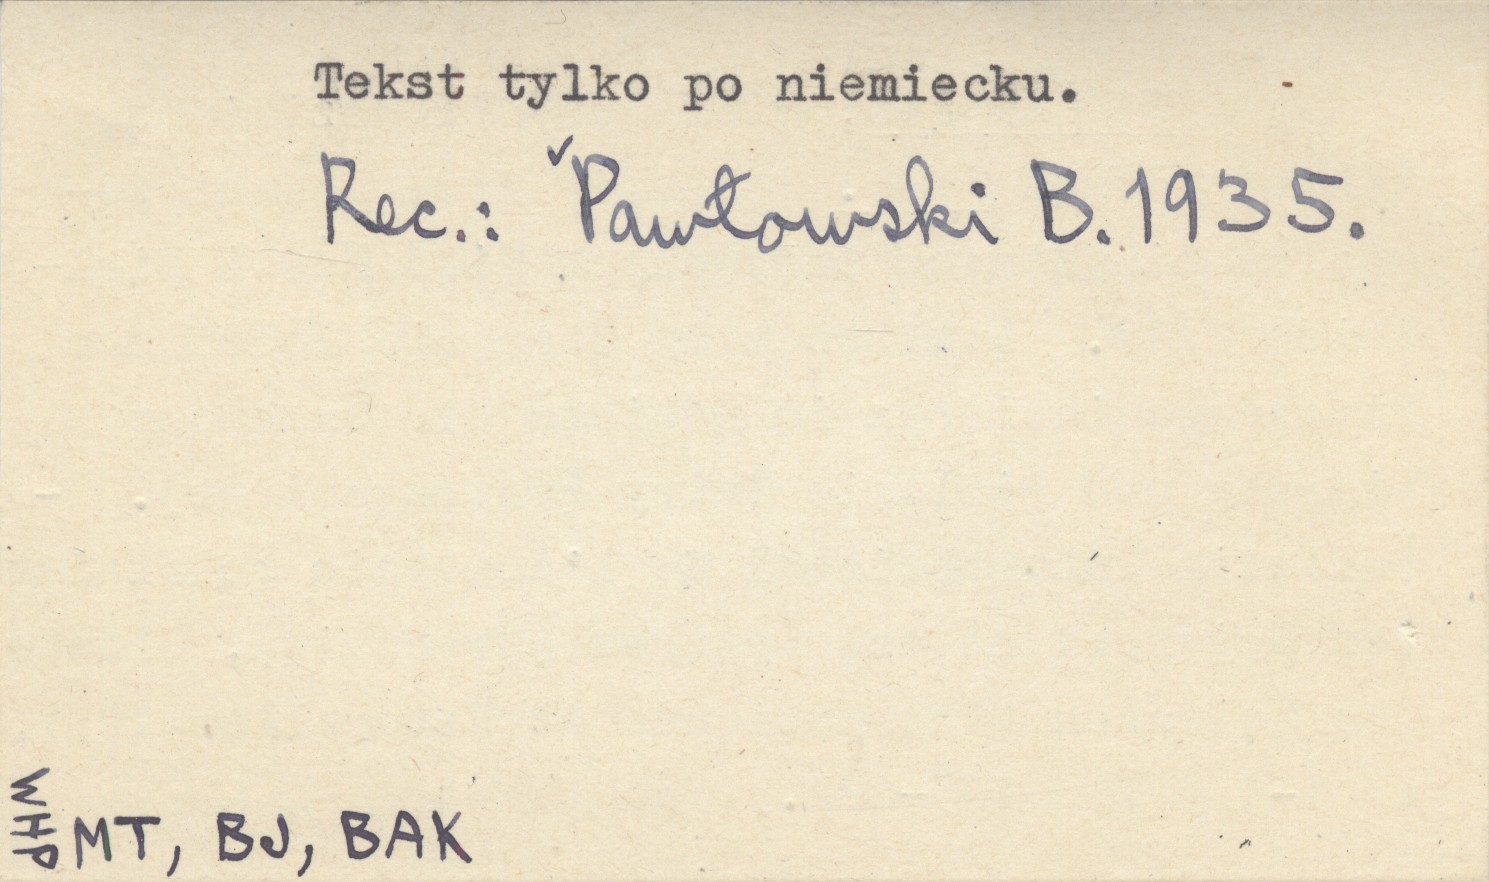 Tekst tylko po niemiecku.
Rec.: ✓Pawłowski B. 1935.
WHP
MT, BJ, BAK